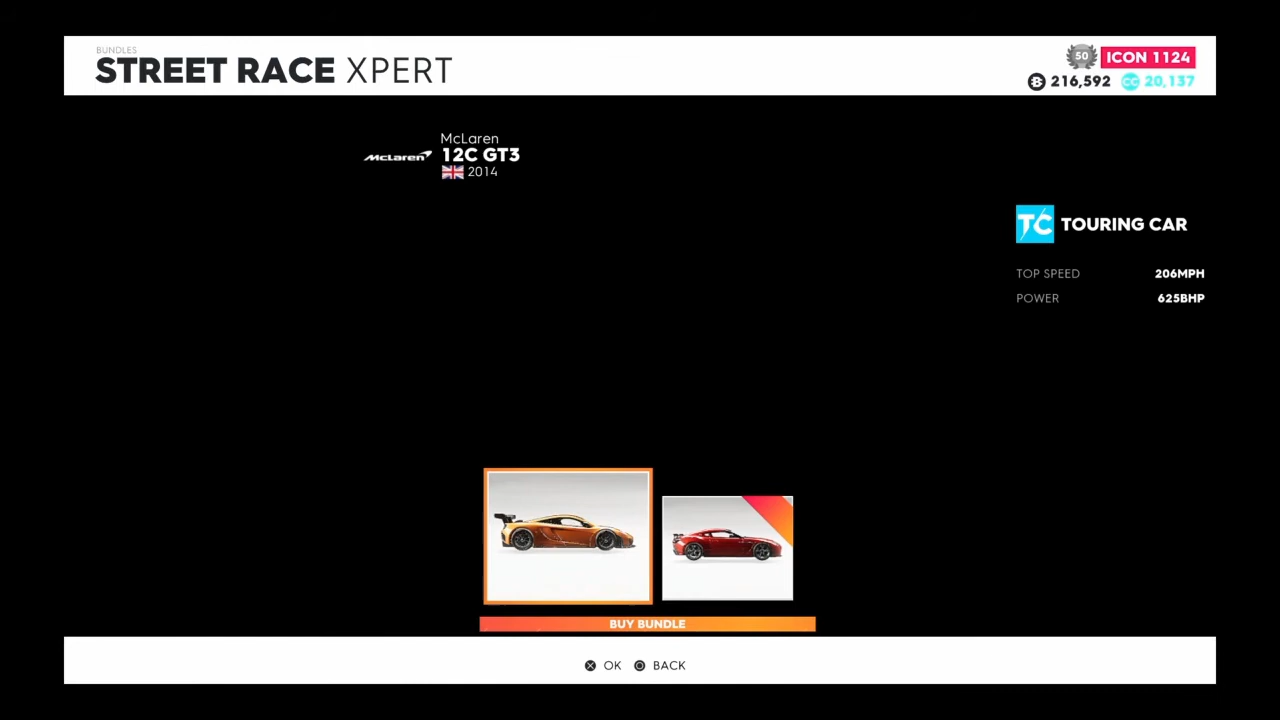 BUNDLES
STREET RACE XPERT
50
ICON 1124
216,592
CC 20,137
McLaren
McLaren
12C GT3
2014
TC TOURING CAR
TOP SPEED 206MPH
POWER 625BHP
BUY BUNDLE
OK BACK